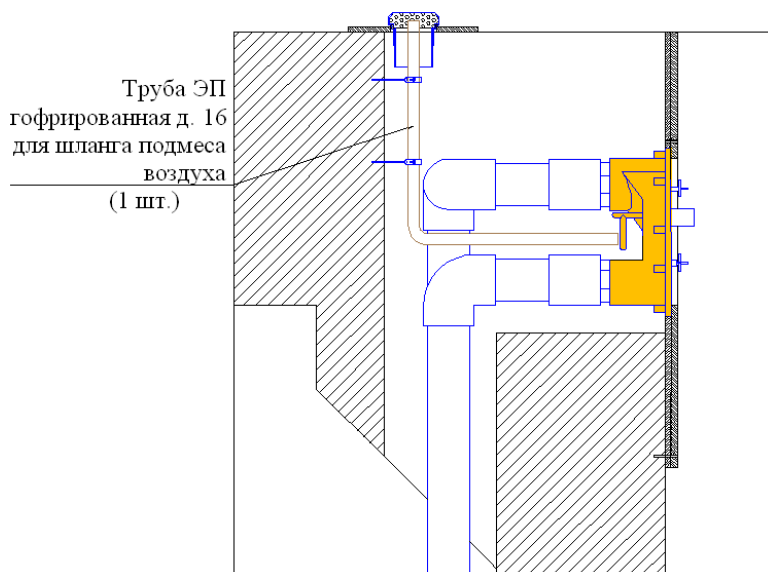 Труба ЭП
гофрированная д. 16
для шланга подмеса
воздуха
(1 шт.)